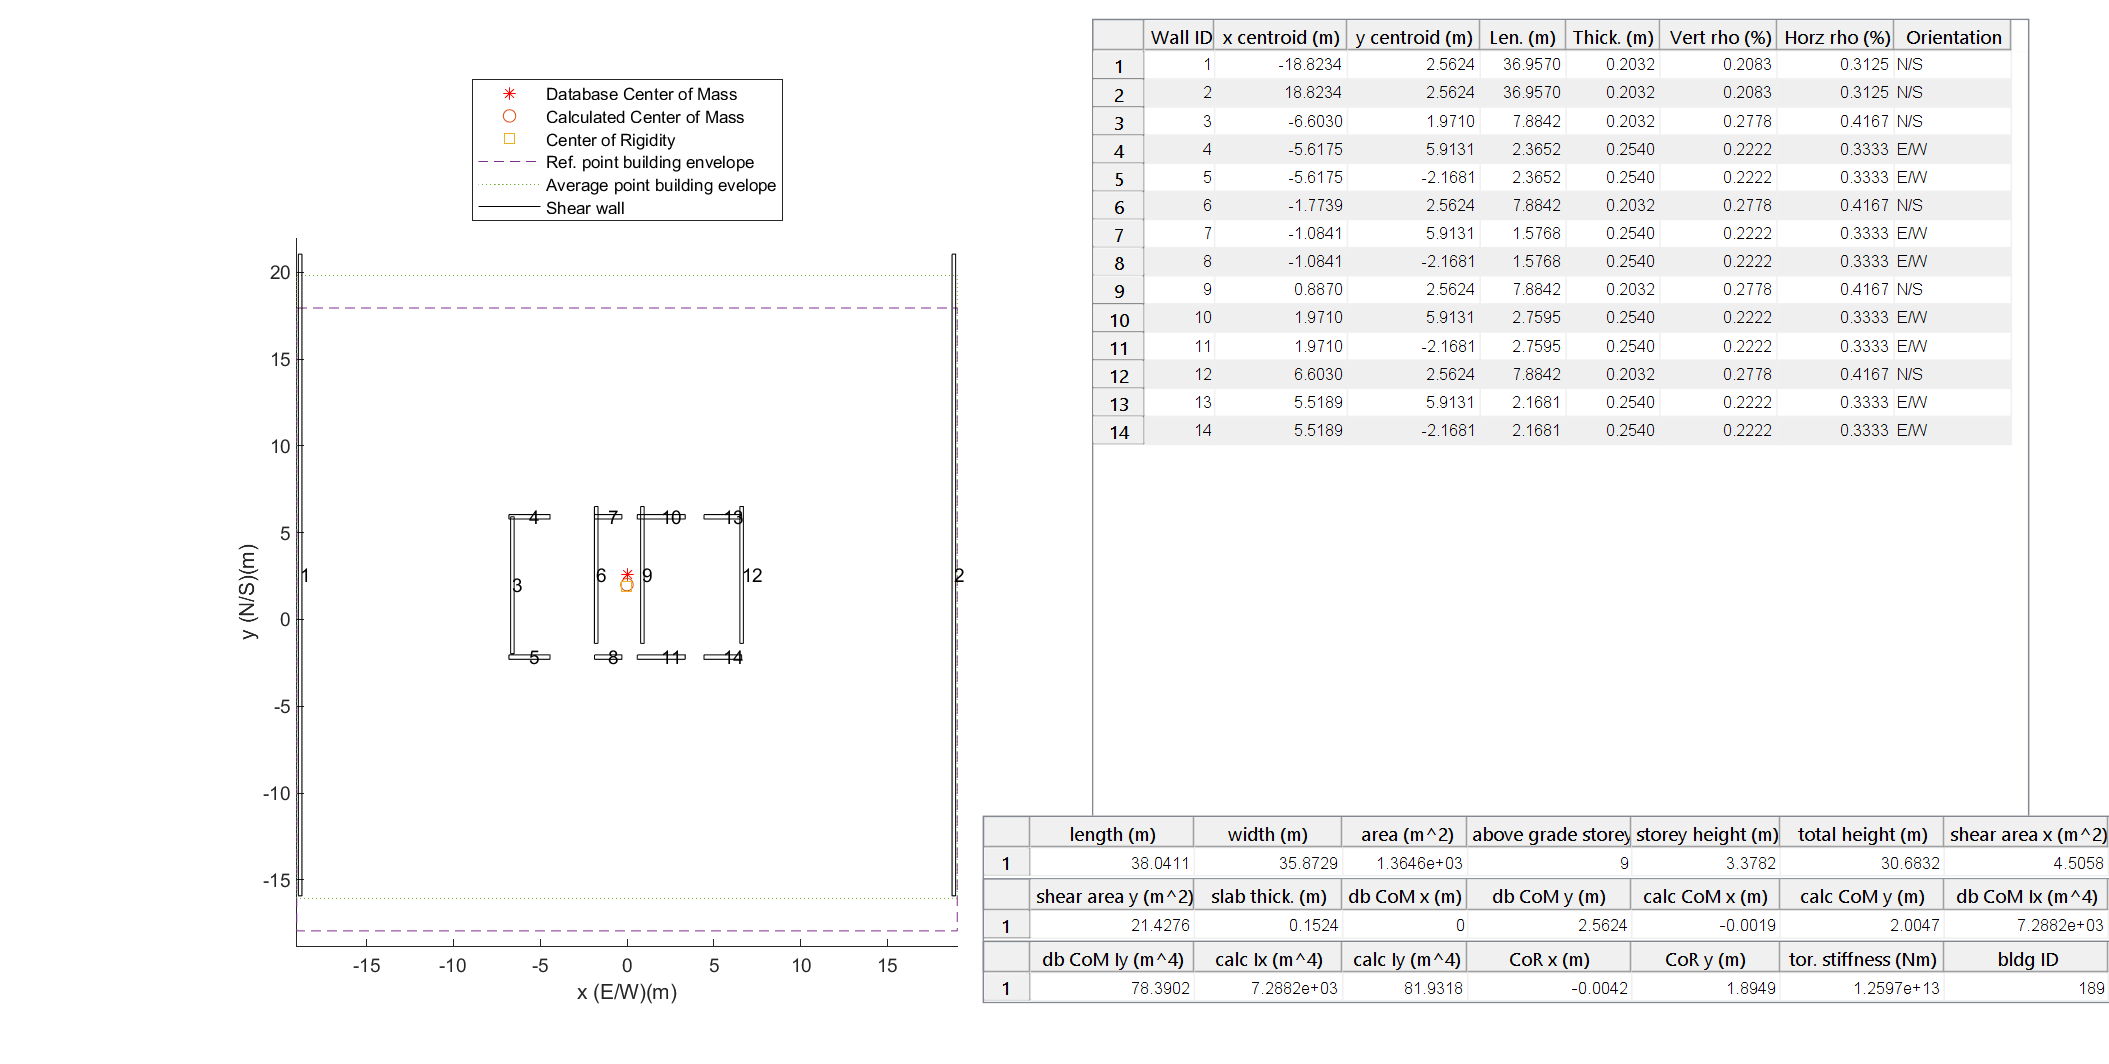 Database Center of Mass
Calculated Center of Mass
Center of Rigidity
Ref. point building envelope
Average point building evelope
Shear wall
20
15
10
5
0
-5
-10
-15
y (N/S)(m)
-15 -10 -5 0 5 10 15
x (E/W)(m)
4 7 10 13
1 3 6 9 12 2
5 8 11 14
Wall ID x centroid (m) y centroid (m) Len. (m) Thick. (m) Vert rho (%) Horz rho (%) Orientation
1 1 -18.8234 2.5624 36.9570 0.2032 0.2083 0.3125 N/S
2 2 18.8234 2.5624 36.9570 0.2032 0.2083 0.3125 N/S
3 3 -6.6030 1.9710 7.8842 0.2032 0.2778 0.4167 N/S
4 4 -5.6175 5.9131 2.3652 0.2540 0.2222 0.3333 E/W
5 5 -5.6175 -2.1681 2.3652 0.2540 0.2222 0.3333 E/W
6 6 -1.7739 2.5624 7.8842 0.2032 0.2778 0.4167 N/S
7 7 -1.0841 5.9131 1.5768 0.2540 0.2222 0.3333 E/W
8 8 -1.0841 -2.1681 1.5768 0.2540 0.2222 0.3333 E/W
9 9 0.8870 2.5624 7.8842 0.2032 0.2778 0.4167 N/S
10 10 1.9710 5.9131 2.7595 0.2540 0.2222 0.3333 E/W
11 11 1.9710 -2.1681 2.7595 0.2540 0.2222 0.3333 E/W
12 12 6.6030 2.5624 7.8842 0.2032 0.2778 0.4167 N/S
13 13 5.5189 5.9131 2.1681 0.2540 0.2222 0.3333 E/W
14 14 5.5189 -2.1681 2.1681 0.2540 0.2222 0.3333 E/W
length (m) width (m) area (m^2) above grade storey storey height (m) total height (m) shear area x (m^2)
1 38.0411 35.8729 1.3646e+03 9 3.3782 30.6832 4.5058
shear area y (m^2) slab thick. (m) db CoM x (m) db CoM y (m) calc CoM x (m) calc CoM y (m) db CoM Ix (m^4)
1 21.4276 0.1524 0 2.5624 -0.0019 2.0047 7.2882e+03
db CoM Iy (m^4) calc Ix (m^4) calc Iy (m^4) CoR x (m) CoR y (m) tor. stiffness (Nm) bldg ID
1 78.3902 7.2882e+03 81.9318 -0.0042 1.8949 1.2597e+13 189